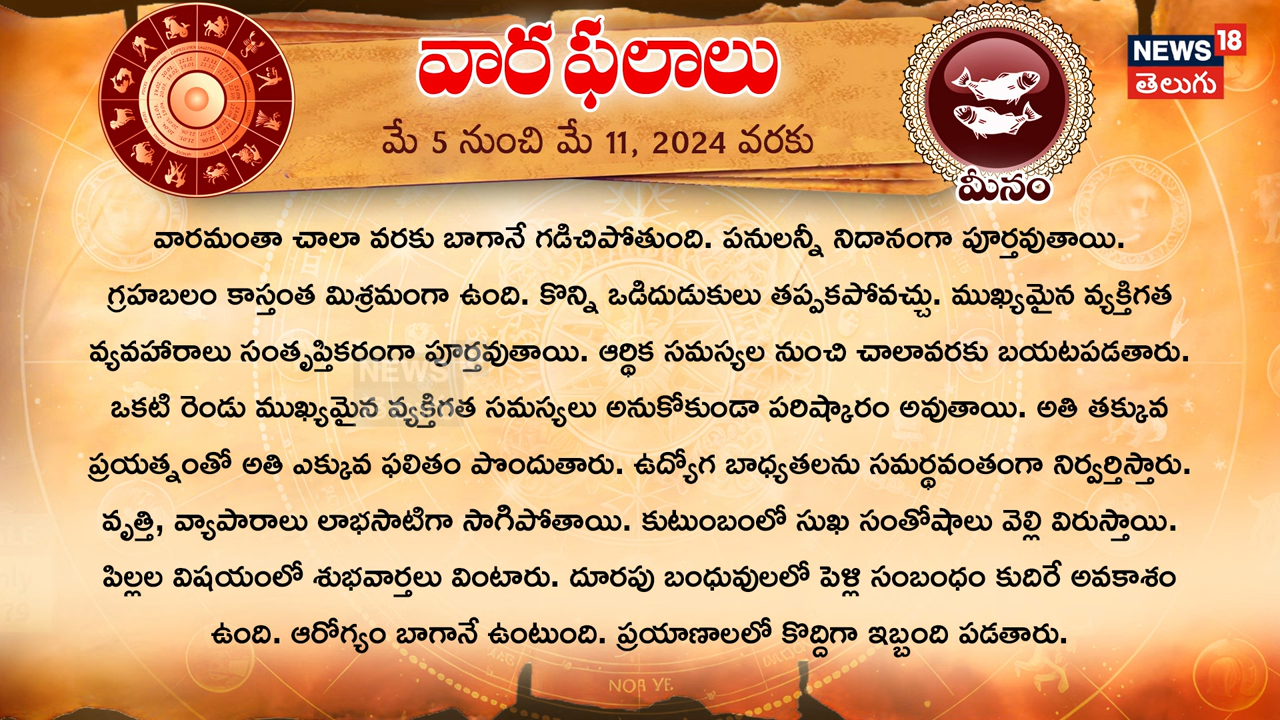 వార ఫలాలు
మే 5 నుంచి మే 11, 2024 వరకు
మీనం
NEWS 18
తెలుగు
వారమంతా చాలా వరకు బాగానే గడిచిపోతుంది. పనులన్నీ నిదానంగా పూర్తవుతాయి.
గ్రహబలం కాస్తంత మిశ్రమంగా ఉంది. కొన్ని ఒడిదుడుకులు తప్పకపోవచ్చు. ముఖ్యమైన వ్యక్తిగత
వ్యవహారాలు సంతృప్తికరంగా పూర్తవుతాయి. ఆర్థిక సమస్యల నుంచి చాలావరకు బయటపడతారు.
ఒకటి రెండు ముఖ్యమైన వ్యక్తిగత సమస్యలు అనుకోకుండా పరిష్కారం అవుతాయి. అతి తక్కువ
ప్రయత్నంతో అతి ఎక్కువ ఫలితం పొందుతారు. ఉద్యోగ బాధ్యతలను సమర్థవంతంగా నిర్వర్తిస్తారు.
వృత్తి, వ్యాపారాలు లాభసాటిగా సాగిపోతాయి. కుటుంబంలో సుఖ సంతోషాలు వెల్లి విరుస్తాయి.
పిల్లల విషయంలో శుభవార్తలు వింటారు. దూరపు బంధువులలో పెళ్లి సంబంధం కుదిరే అవకాశం
ఉంది. ఆరోగ్యం బాగానే ఉంటుంది. ప్రయాణాలలో కొద్దిగా ఇబ్బంది పడతారు.